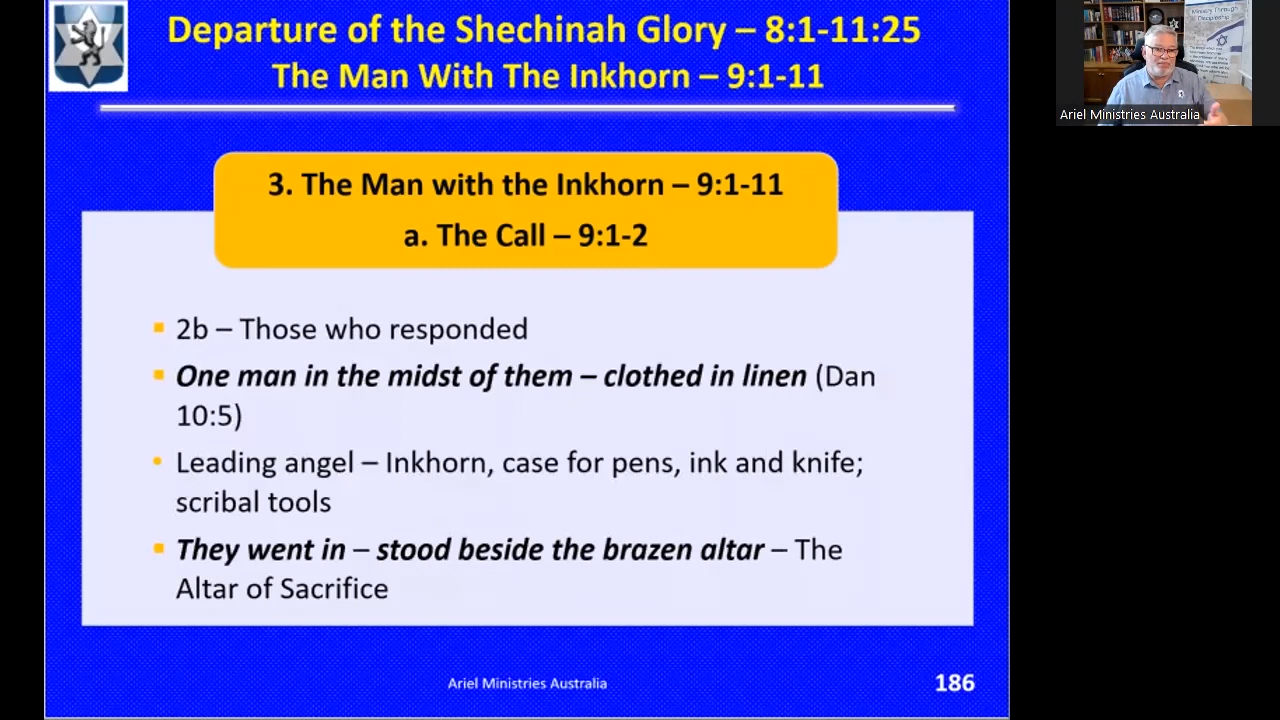 Departure of the Shechinah Glory – 8:1-11:25
The Man With The Inkhorn – 9:1-11
3. The Man with the Inkhorn – 9:1-11
a. The Call – 9:1-2
2b – Those who responded
One man in the midst of them – clothed in linen (Dan
10:5)
Leading angel – Inkhorn, case for pens, ink and knife;
scribal tools
They went in – stood beside the brazen altar – The
Altar of Sacrifice
Ariel Ministries Australia
186
Ministry Through
Discipleship
Ariel Ministries Australia